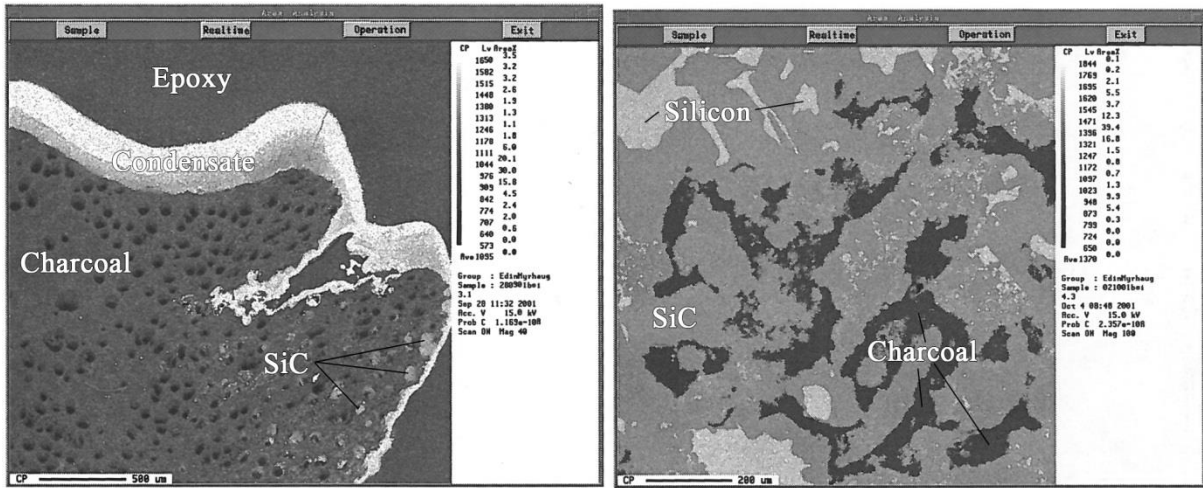 Area Analysis
Sample Realtime Operation Exit
Epoxy
Condensate
Charcoal
SiC
CP Lv Area%
1650 3.5
1582 3.2
1515 3.2
1448 2.6
1380 1.9
1313 1.3
1246 1.1
1178 1.8
1111 6.0
1044 20.1
976 30.0
909 15.8
842 4.5
774 2.4
707 2.0
640 0.6
573 0.0
0.0
Ave 1095
Group : EdinMyrhaug
Sample : 280901bei
3.1
Sep 28 11:32 2001
Acc. V 15.0 kV
Prob C 1.169e-10A
Scan ON Mag 40
CP 500 um
Area Analysis
Sample Realtime Operation Exit
Silicon
SiC
Charcoal
CP Lv Area%
1844 0.1
1769 0.2
1695 2.1
1620 5.5
1545 3.7
1471 12.3
1396 39.4
1321 16.8
1247 1.5
1172 0.8
1097 0.7
1023 1.3
948 9.9
873 5.4
799 0.3
724 0.0
650 0.0
0.0
Ave 1370
Group : EdinMyrhaug
Sample : 021001bei
4.3
Oct 4 08:48 2001
Acc. V 15.0 kV
Prob C 2.357e-10A
Scan ON Mag 100
CP 200 um